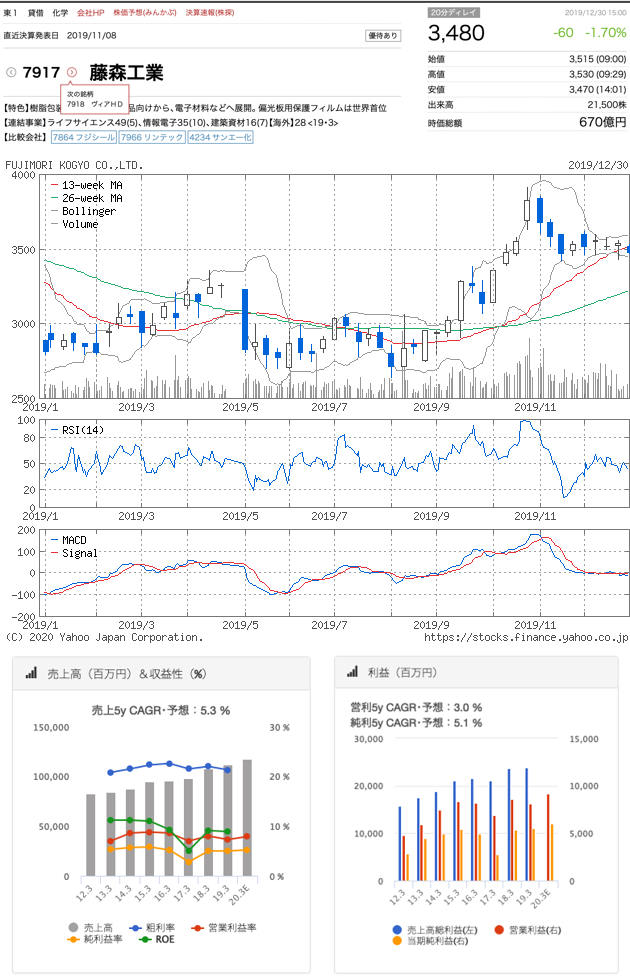 東1 貸借 化学 会社HP 株価予想(みんかぶ) 決算速報(株探)
直近決算発表日 2019/11/08 優待あり
7917 藤森工業
次の銘柄
7918 ヴィアHD
20分ディレイ 2019/12/30 15:00
3,480 -60 -1.70%
始値 3,515 (09:00)
高値 3,530 (09:29)
安値 3,470 (14:01)
出来高 21,500株
時価総額 670億円
【特色】樹脂包装 品向けから、電子材料などへ展開。偏光板用保護フィルムは世界首位
【連結事業】ライフサイエンス49(5)、情報電子35(10)、建築資材16(7)【海外】28 <19・3>
【比較会社】 7864 フジシール 7966 リンテック 4234 サンエー化
FUJIMORI KOGYO CO.,LTD. 2019/12/30
4000
3500
3000
2500
13-week MA
26-week MA
Bollinger
Volume
2019/1 2019/3 2019/5 2019/7 2019/9 2019/11
100
80
50
20
0
RSI(14)
2019/1 2019/3 2019/5 2019/7 2019/9 2019/11
200
100
0
-100
-200
MACD
Signal
2019/1 2019/3 2019/5 2019/7 2019/9 2019/11
(C) 2020 Yahoo Japan Corporation. https://stocks.finance.yahoo.co.jp
売上高（百万円）＆収益性（%）
売上5y CAGR・予想：5.3 %
150,000
100,000
50,000
0
30 %
20 %
10 %
0 %
12.3 13.3 14.3 15.3 16.3 17.3 18.3 19.3 20.3E
売上高 粗利率 営業利益率
純利益率 ROE
利益（百万円）
営利5y CAGR・予想：3.0 %
純利5y CAGR・予想：5.1 %
30,000
20,000
10,000
0
15,000
10,000
5,000
0
12.3 13.3 14.3 15.3 16.3 17.3 18.3 19.3 20.3E
売上高総利益(左) 営業利益(右)
当期純利益(右)